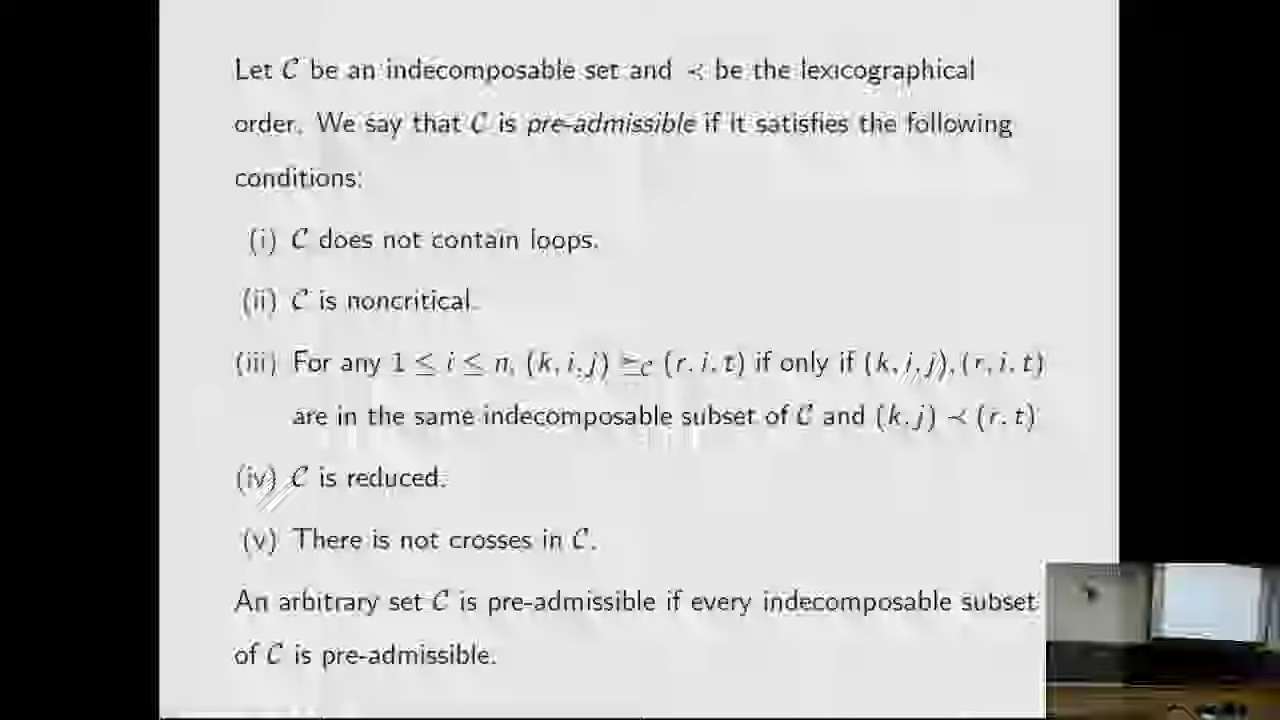 Let 𝒞 be an indecomposable set and ≺ be the lexicographical
order. We say that 𝒞 is pre-admissible if it satisfies the following
conditions:
(i) 𝒞 does not contain loops.
(ii) 𝒞 is noncritical.
(iii) For any 1 ≤ i ≤ n, (k, i, j) ⪰𝒞 (r, i, t) if only if (k, i, j), (r, i, t)
are in the same indecomposable subset of 𝒞 and (k, j) ≺ (r, t)
(iv) 𝒞 is reduced.
(v) There is not crosses in 𝒞.
An arbitrary set 𝒞 is pre-admissible if every indecomposable subset
of 𝒞 is pre-admissible.